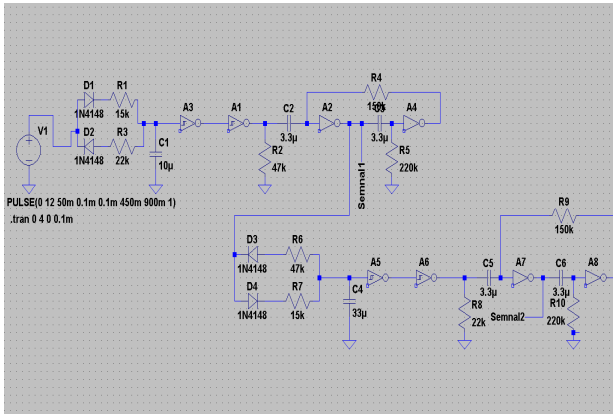 R4
150k
D1
R1
1N4148
15k
A3
A1
C2
3.3µ
A2
C3
3.3µ
A4
V1
D2
R3
1N4148
22k
C1
10µ
R2
47k
R5
220k
Semnal1
PULSE(0 12 50m 0.1m 0.1m 450m 900m 1)
.tran 0 4 0 0.1m
R9
150k
D3
R6
1N4148
47k
A5
A6
C5
3.3µ
A7
C6
3.3µ
A8
D4
R7
1N4148
15k
C4
33µ
R8
22k
R10
220k
Semnal2